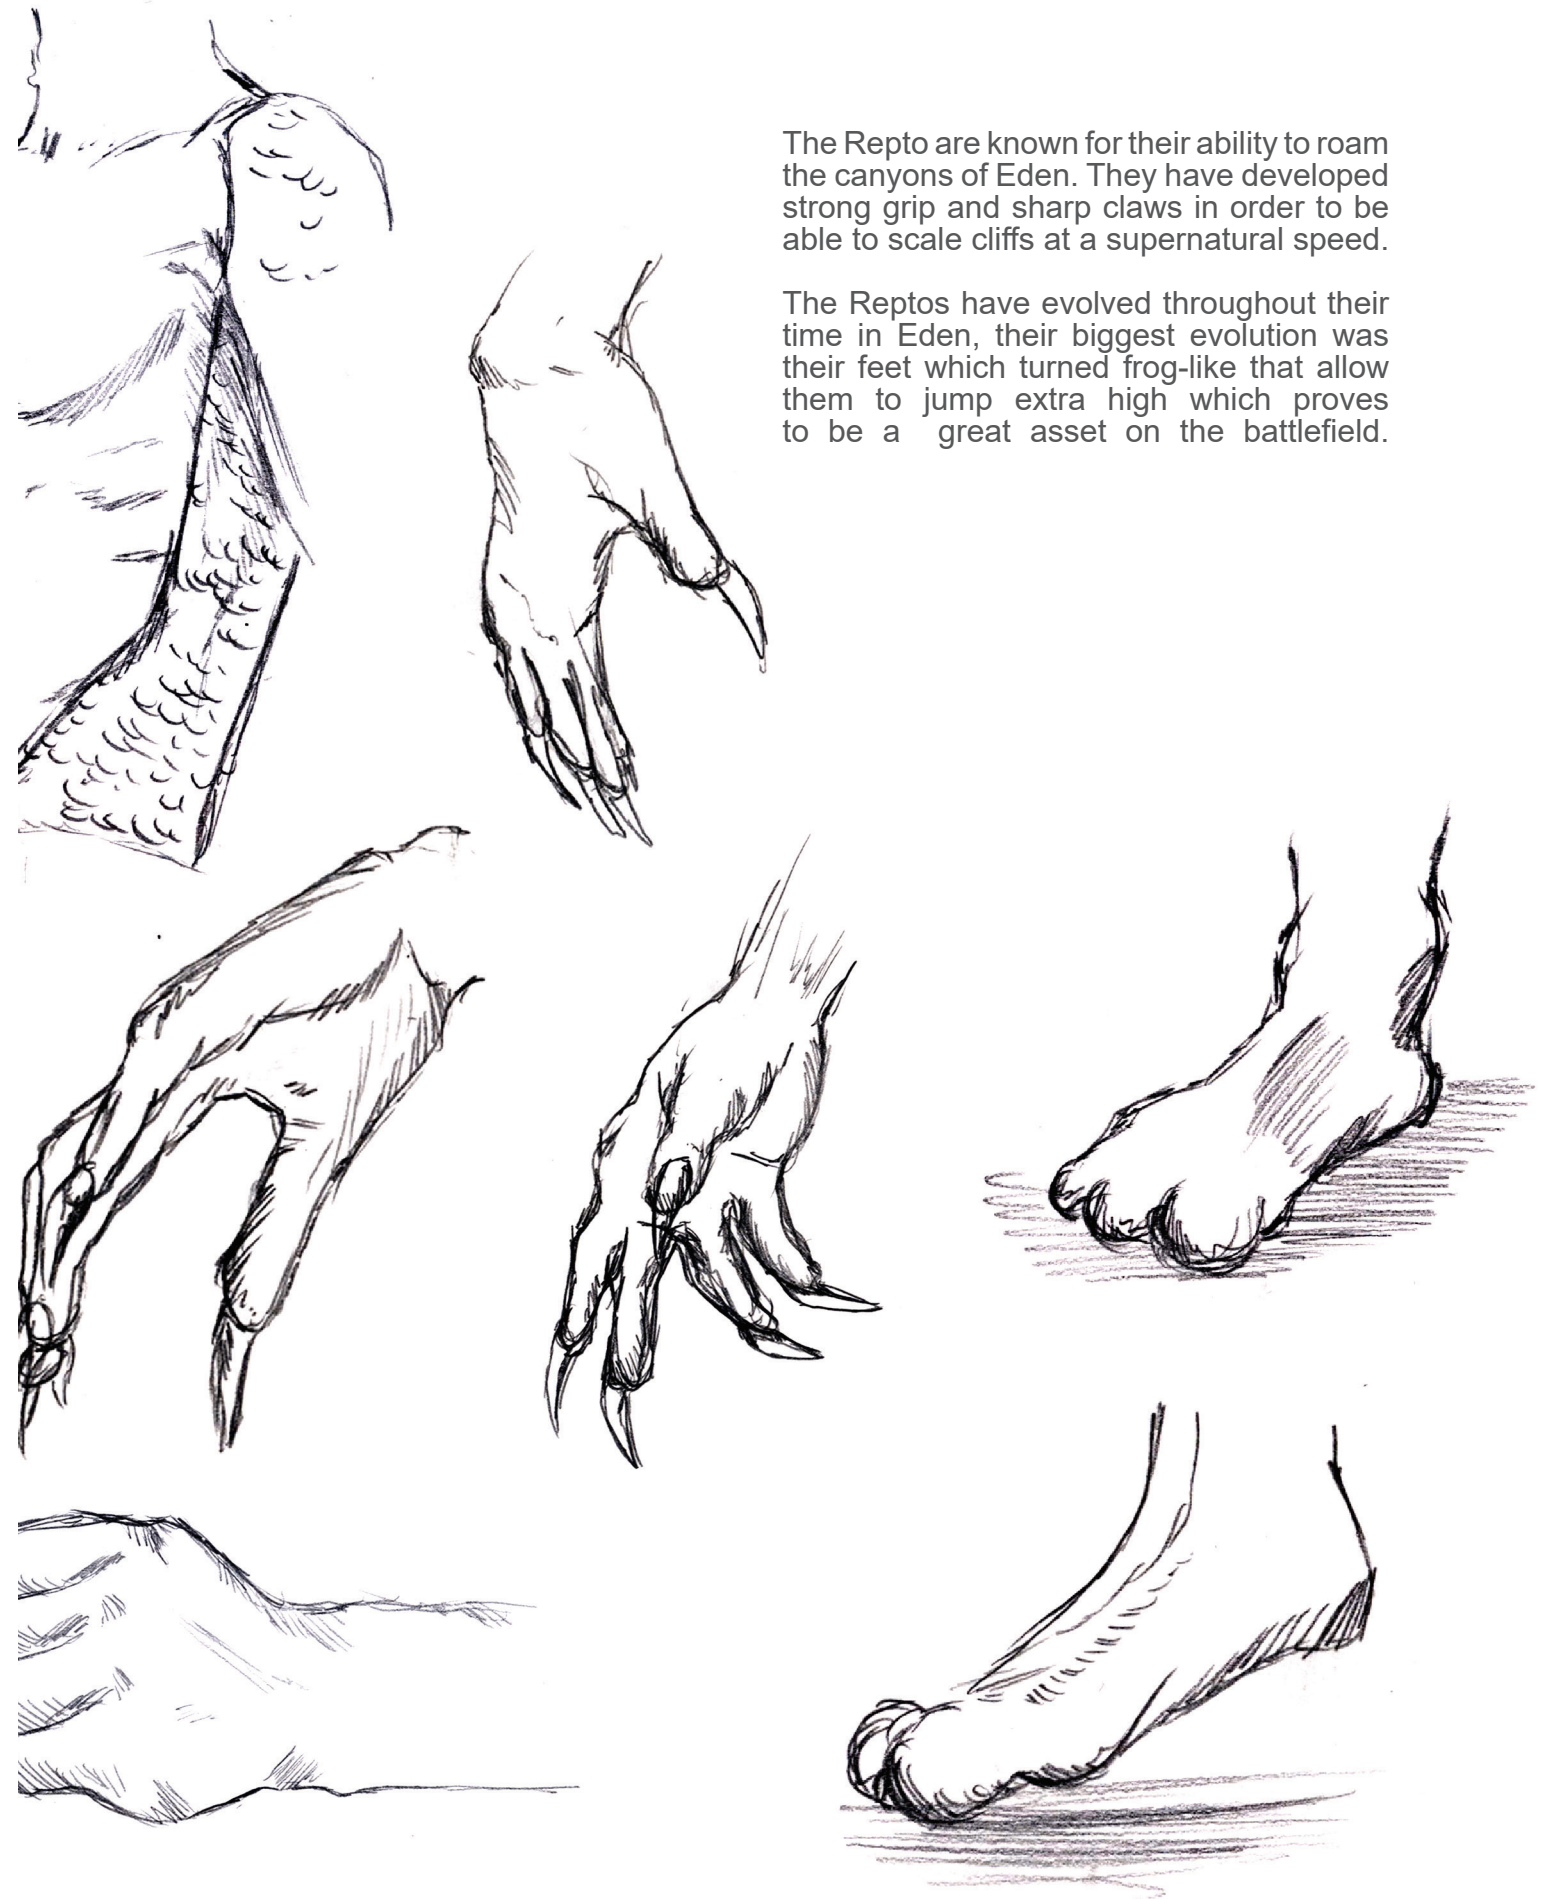 The Repto are known for their ability to roam
the canyons of Eden. They have developed
strong grip and sharp claws in order to be
able to scale cliffs at a supernatural speed.
The Reptos have evolved throughout their
time in Eden, their biggest evolution was
their feet which turned frog-like that allow
them to jump extra high which proves
to be a great asset on the battlefield.